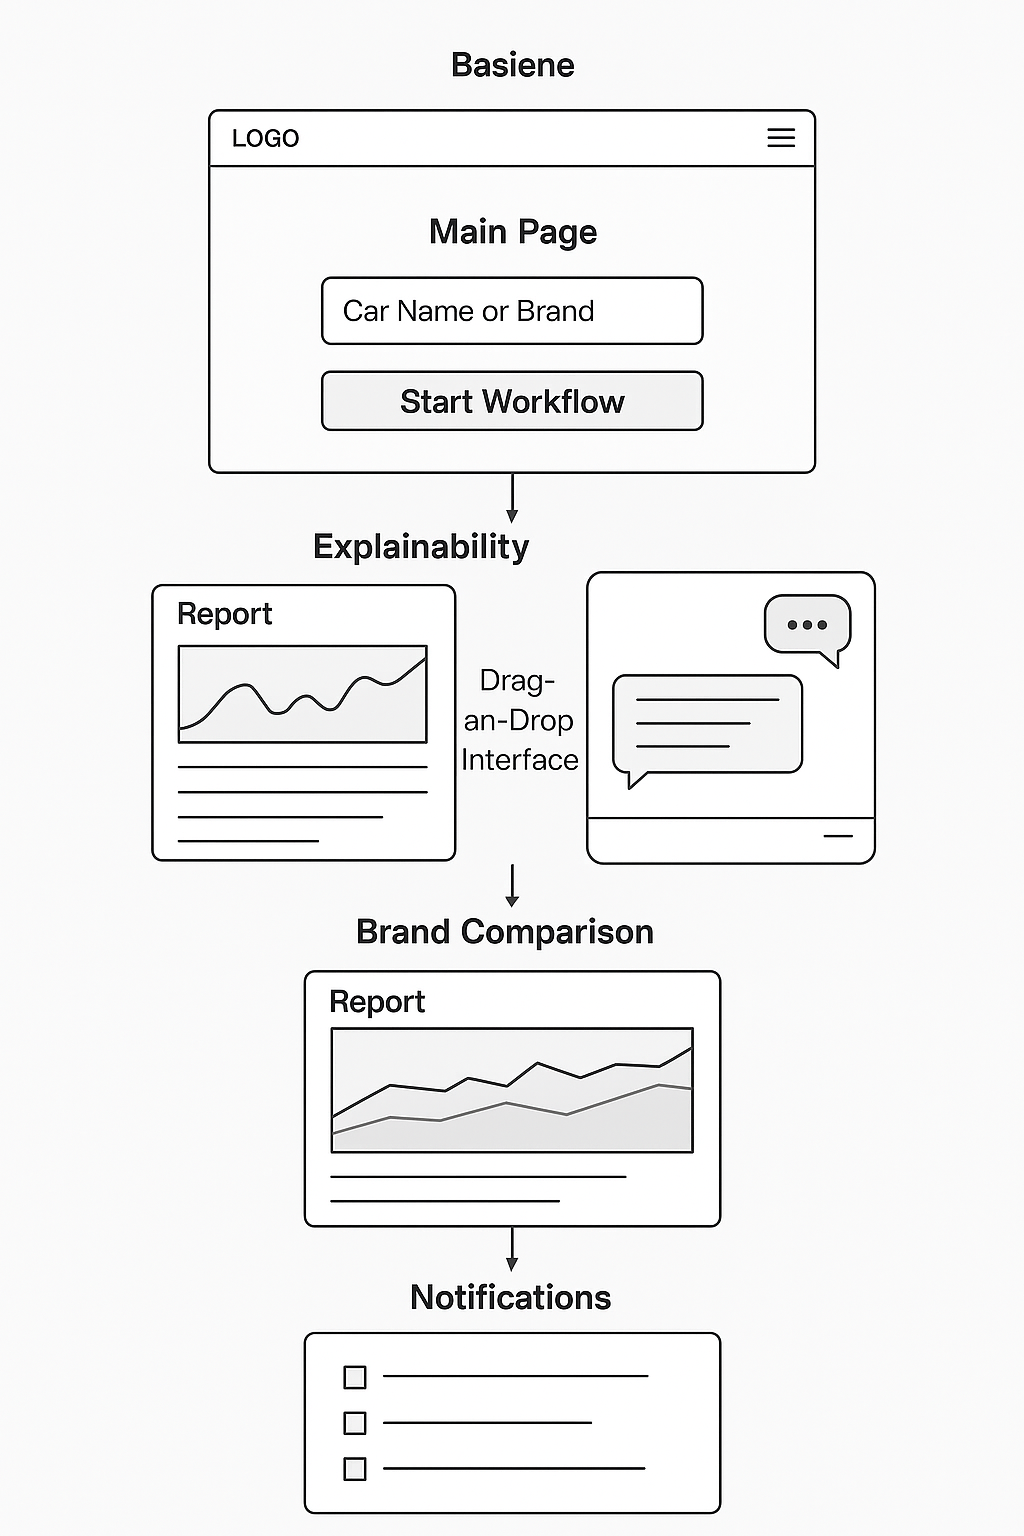 Basiene
LOGO
Main Page
Car Name or Brand
Start Workflow
Explainability
Report
Drag-
an-Drop
Interface
Brand Comparison
Report
Notifications